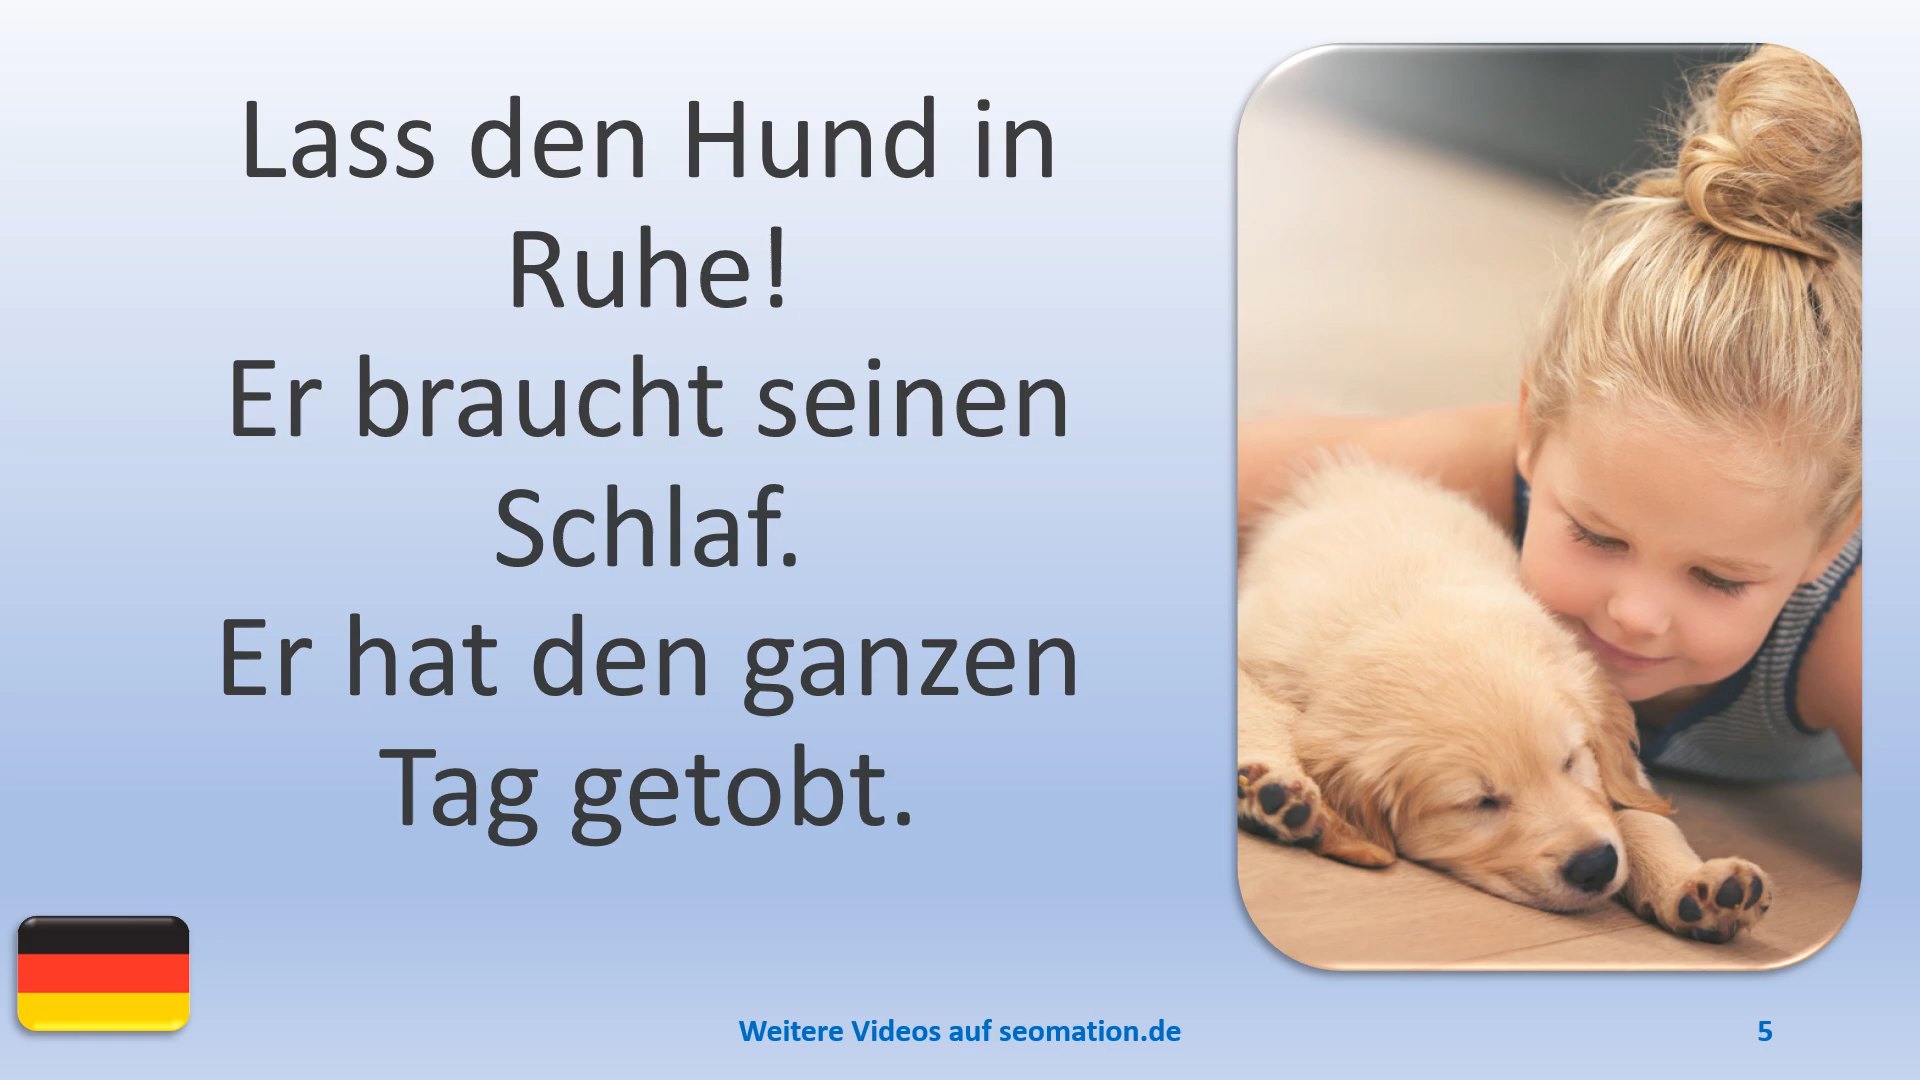 Lass den Hund in
Ruhe!
Er braucht seinen
Schlaf.
Er hat den ganzen
Tag getobt.
Weitere Videos auf seomation.de
5